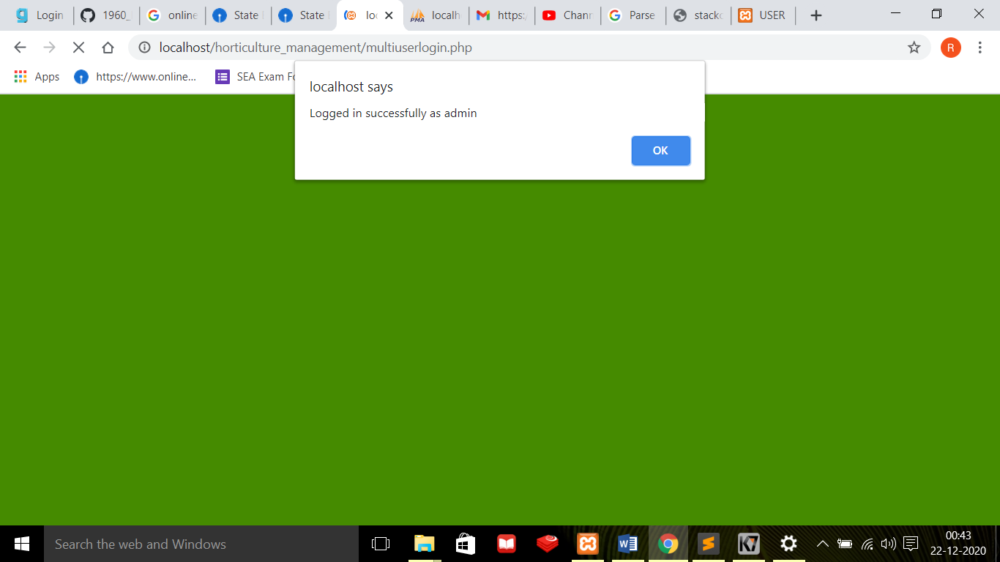 Login
1960_
online
State
State
loc
localh
https:/
Chann
Parse
stacko
USER
localhost/horticulture_management/multiuserlogin.php
R
Apps
https://www.online...
SEA Exam Fo
localhost says
Logged in successfully as admin
OK
Search the web and Windows
00:43
22-12-2020